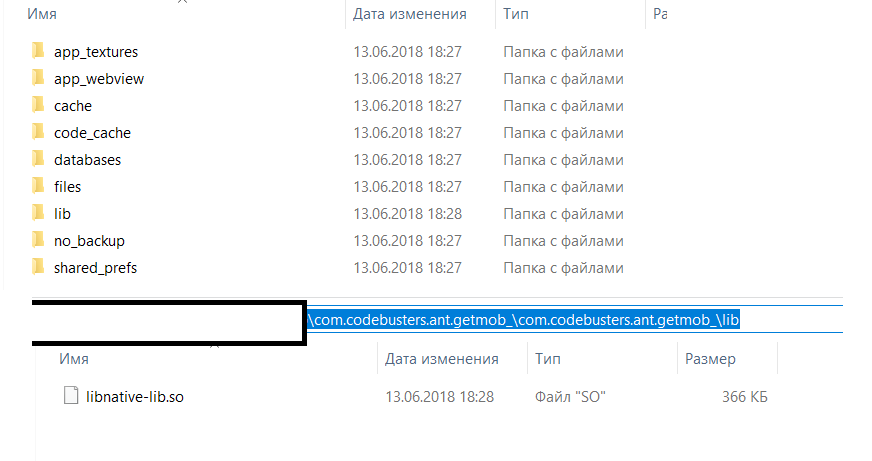 Имя Дата изменения Тип Ра
app_textures 13.06.2018 18:27 Папка с файлами
app_webview 13.06.2018 18:27 Папка с файлами
cache 13.06.2018 18:27 Папка с файлами
code_cache 13.06.2018 18:27 Папка с файлами
databases 13.06.2018 18:27 Папка с файлами
files 13.06.2018 18:27 Папка с файлами
lib 13.06.2018 18:28 Папка с файлами
no_backup 13.06.2018 18:27 Папка с файлами
shared_prefs 13.06.2018 18:27 Папка с файлами
\com.codebusters.ant.getmob_\com.codebusters.ant.getmob_\lib
Имя Дата изменения Тип Размер
libnative-lib.so 13.06.2018 18:28 Файл "SO" 366 КБ